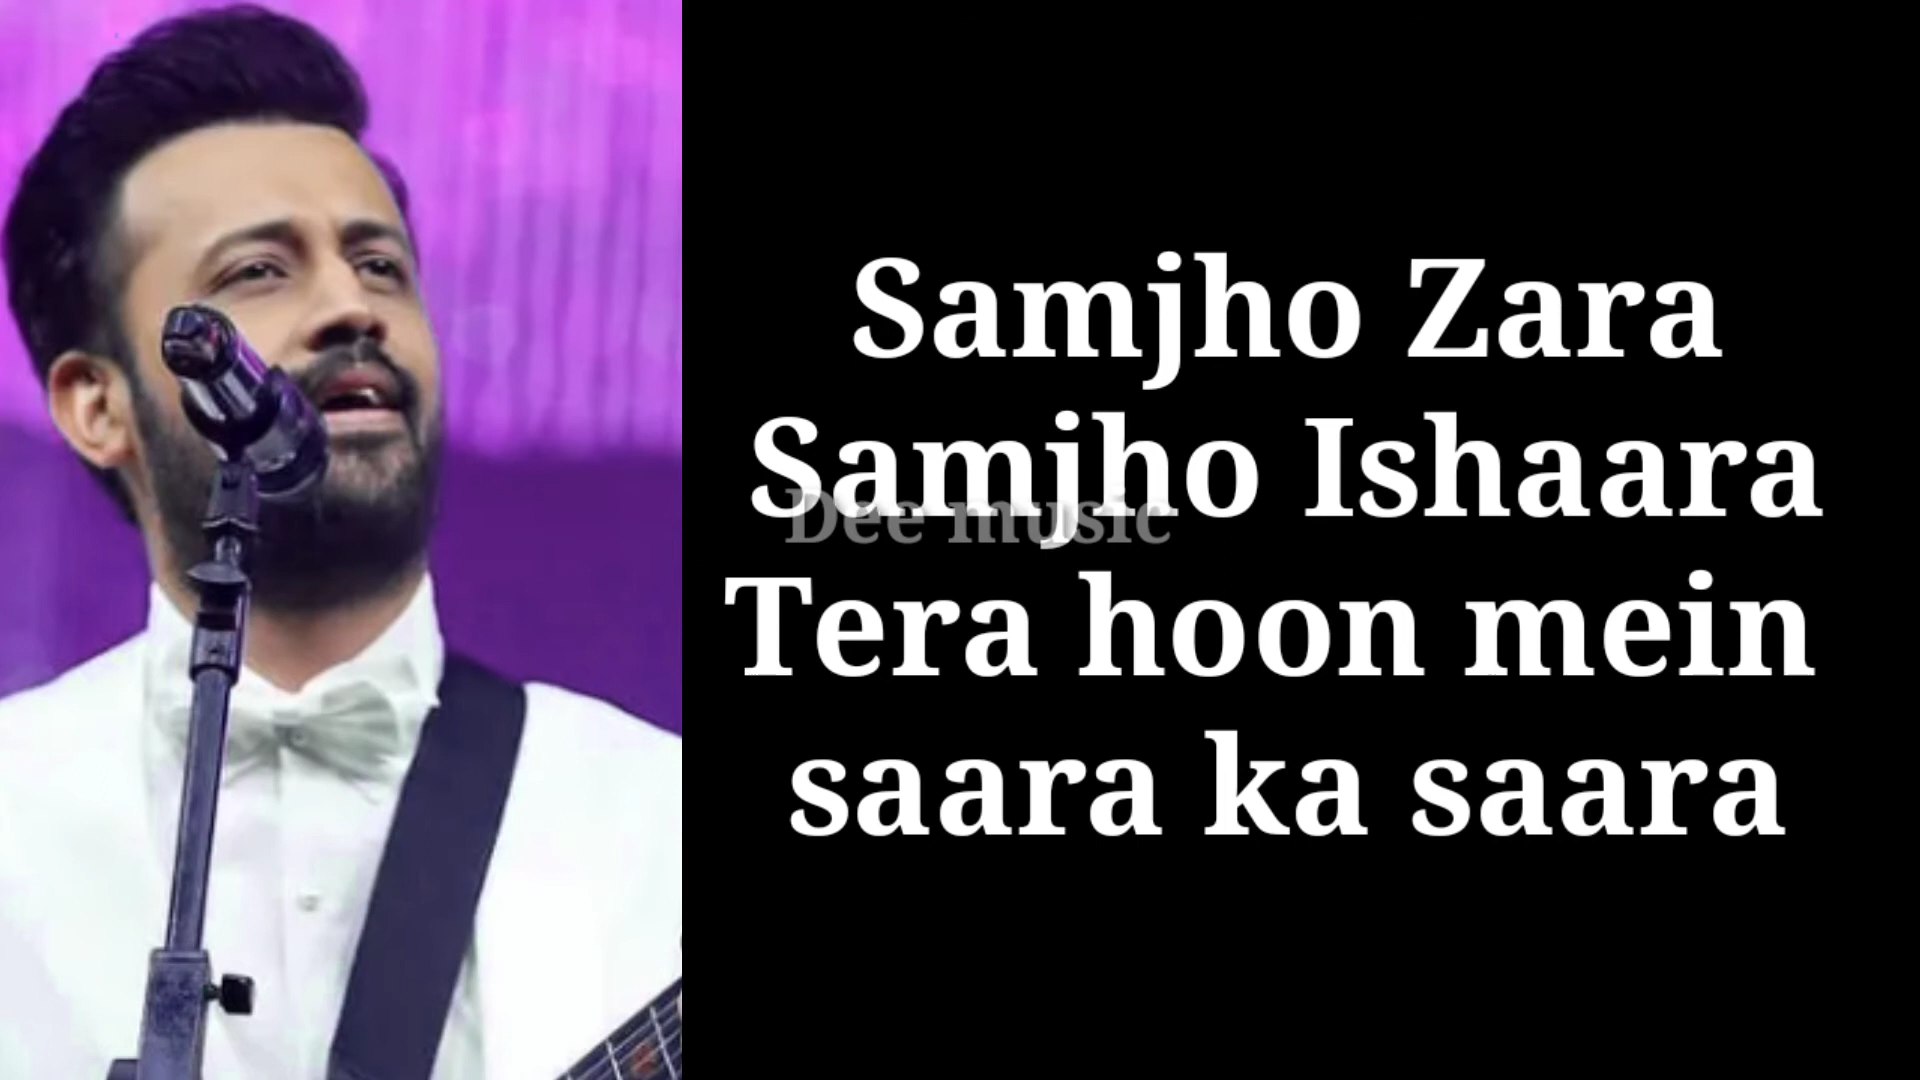 Samjho Zara
Samjho Ishaara
Dee music
Tera hoon mein
saara ka saara